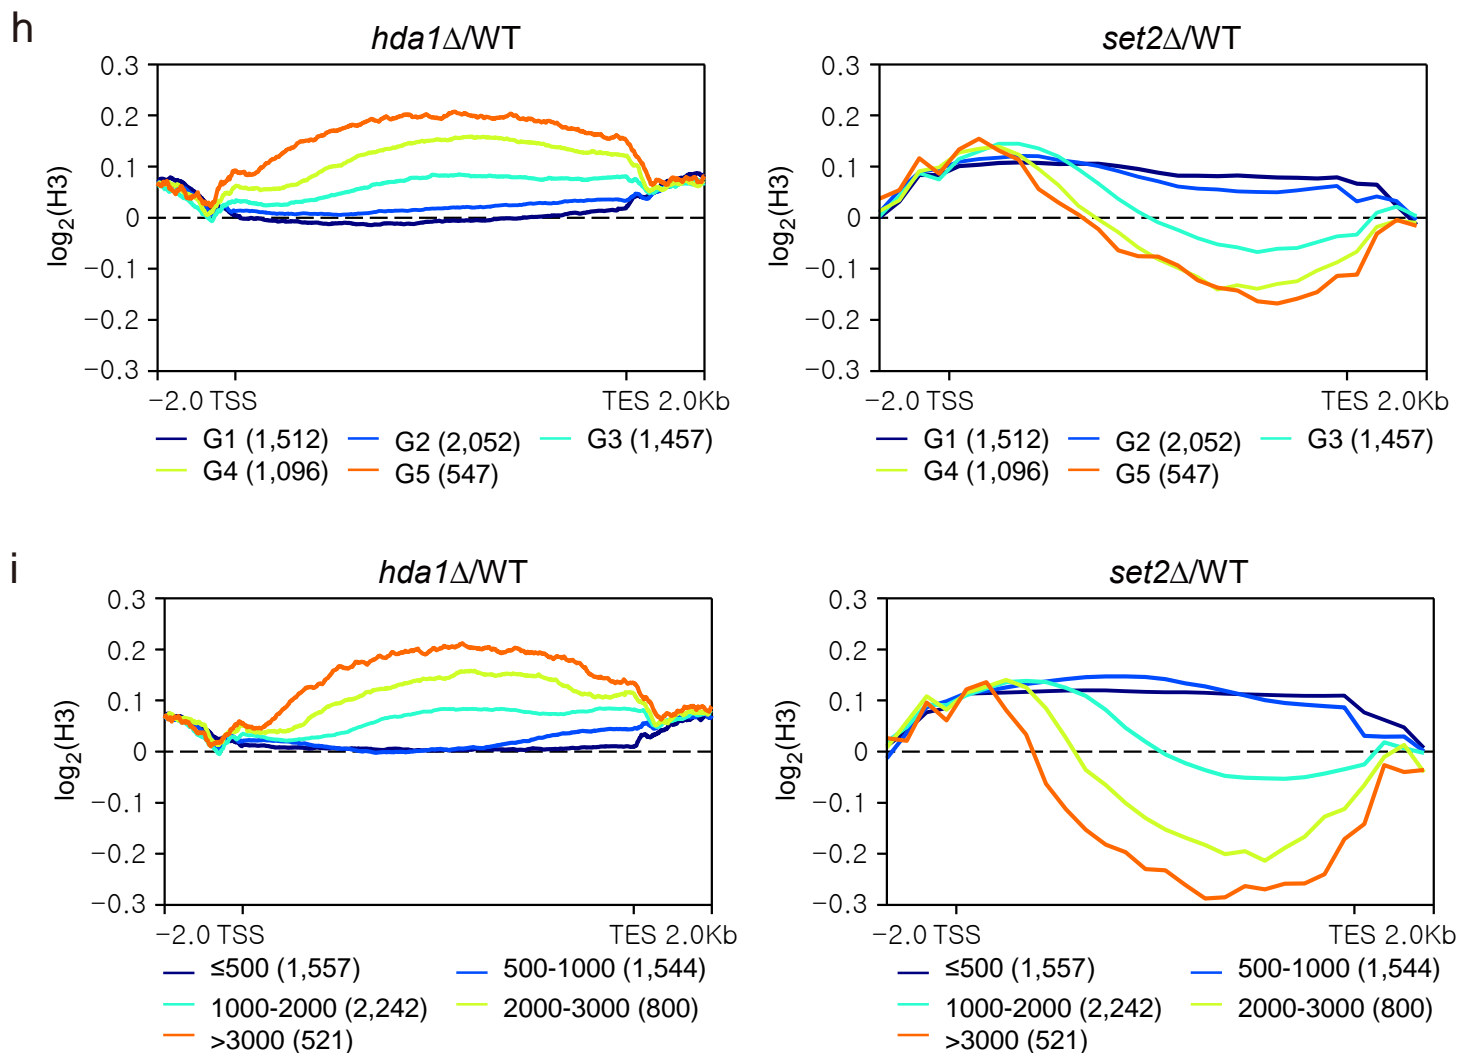 h
hda1Δ/WT
set2Δ/WT
log2(H3)
0.3
0.2
0.1
0
−0.1
−0.2
−0.3
−2.0 TSS
TES 2.0Kb
log2(H3)
0.3
0.2
0.1
0
−0.1
−0.2
−0.3
−2.0 TSS
TES 2.0Kb
G1 (1,512) G2 (2,052) G3 (1,457)
G4 (1,096) G5 (547)
G1 (1,512) G2 (2,052) G3 (1,457)
G4 (1,096) G5 (547)
i
hda1Δ/WT
set2Δ/WT
log2(H3)
0.3
0.2
0.1
0
−0.1
−0.2
−0.3
−2.0 TSS
TES 2.0Kb
log2(H3)
0.3
0.2
0.1
0
−0.1
−0.2
−0.3
−2.0 TSS
TES 2.0Kb
≤500 (1,557) 500-1000 (1,544)
1000-2000 (2,242) 2000-3000 (800)
>3000 (521)
≤500 (1,557) 500-1000 (1,544)
1000-2000 (2,242) 2000-3000 (800)
>3000 (521)